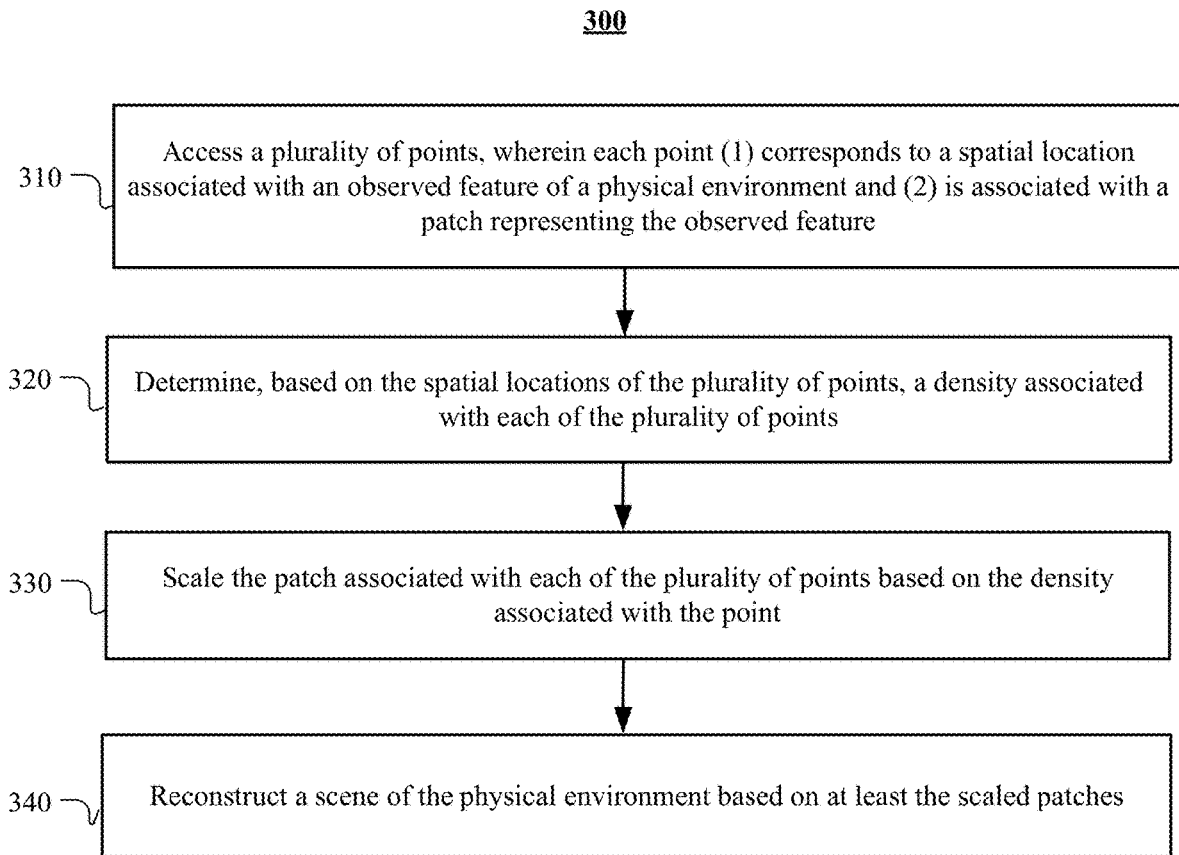 300
310
Access a plurality of points, wherein each point (1) corresponds to a spatial location
associated with an observed feature of a physical environment and (2) is associated with a
patch representing the observed feature
320
Determine, based on the spatial locations of the plurality of points, a density associated
with each of the plurality of points
330
Scale the patch associated with each of the plurality of points based on the density
associated with the point
340
Reconstruct a scene of the physical environment based on at least the scaled patches